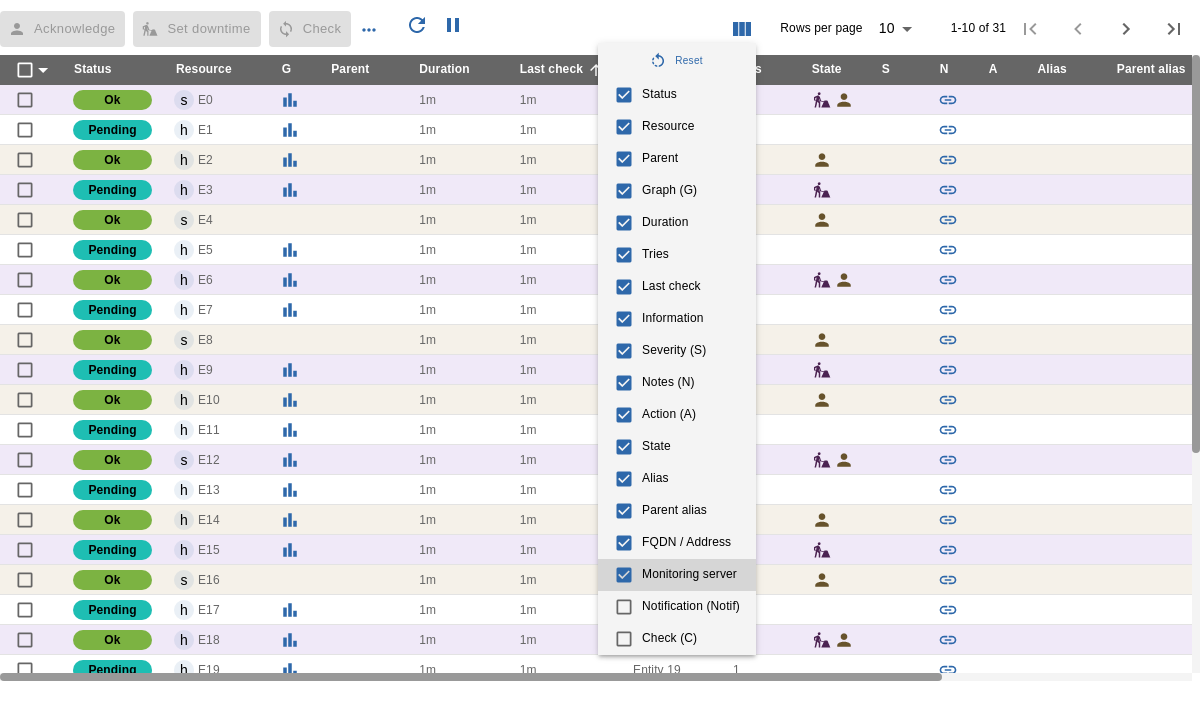 Acknowledge Set downtime Check Rows per page 10 1-10 of 31
Status Resource G Parent Duration Last check s State S N A Alias Parent alias
Reset
Status
Resource
Parent
Graph (G)
Duration
Tries
Last check
Information
Severity (S)
Notes (N)
Action (A)
State
Alias
Parent alias
FQDN / Address
Monitoring server
Notification (Notif)
Check (C)
Ok s E0 1m 1m
Pending h E1 1m 1m
Ok h E2 1m 1m
Pending h E3 1m 1m
Ok s E4 1m 1m
Pending h E5 1m 1m
Ok h E6 1m 1m
Pending h E7 1m 1m
Ok s E8 1m 1m
Pending h E9 1m 1m
Ok h E10 1m 1m
Pending h E11 1m 1m
Ok s E12 1m 1m
Pending h E13 1m 1m
Ok h E14 1m 1m
Pending h E15 1m 1m
Ok s E16 1m 1m
Pending h E17 1m 1m
Ok h E18 1m 1m
Pending h E19 1m 1m Entity 19 1